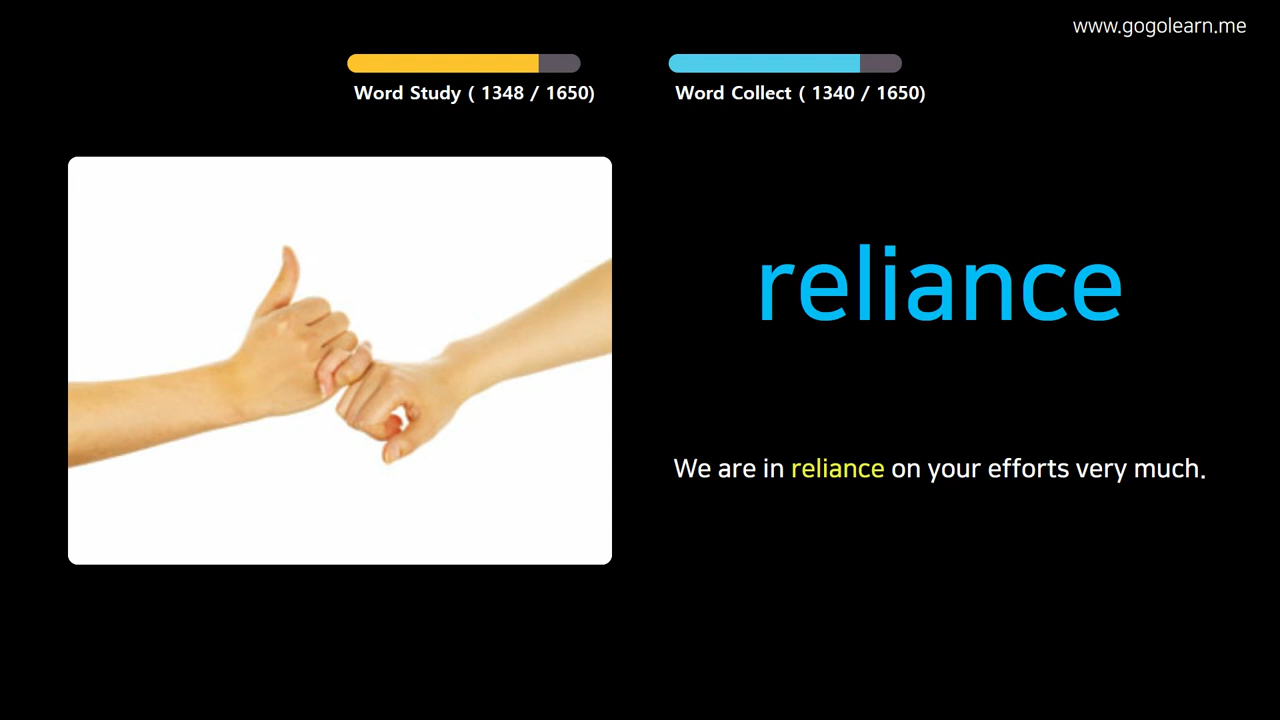 www.gogolearn.me
Word Study ( 1348 / 1650)
Word Collect ( 1340 / 1650)
reliance
We are in reliance on your efforts very much.